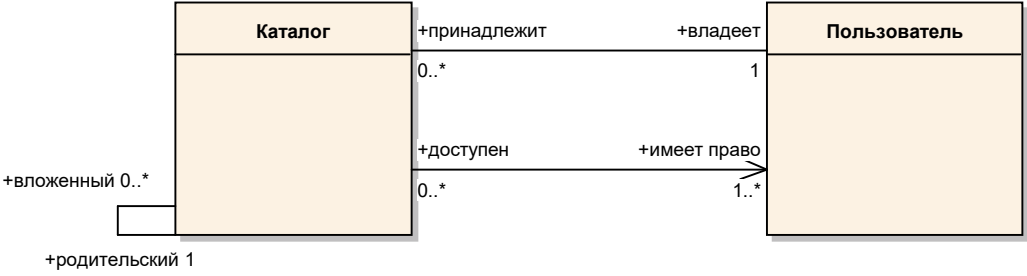 Каталог
+принадлежит
+владеет
Пользователь
0..*
1
+доступен
+имеет право
0..*
1..*
+вложенный 0..*
+родительский 1